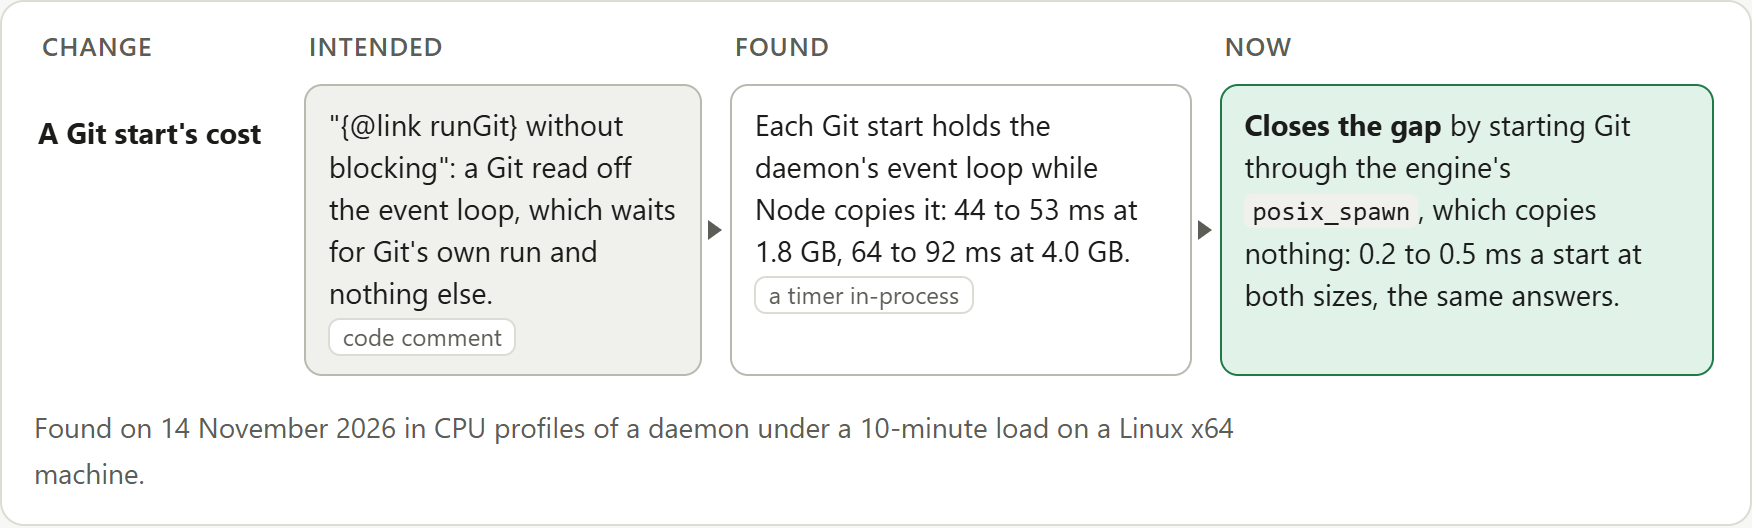 CHANGE
INTENDED
FOUND
NOW
A Git start's cost
"{@link runGit} without
blocking": a Git read off
the event loop, which waits
for Git's own run and
nothing else.
code comment
Each Git start holds the
daemon's event loop while
Node copies it: 44 to 53 ms at
1.8 GB, 64 to 92 ms at 4.0 GB.
a timer in-process
Closes the gap by starting Git
through the engine's
posix_spawn, which copies
nothing: 0.2 to 0.5 ms a start at
both sizes, the same answers.
Found on 14 November 2026 in CPU profiles of a daemon under a 10-minute load on a Linux x64
machine.